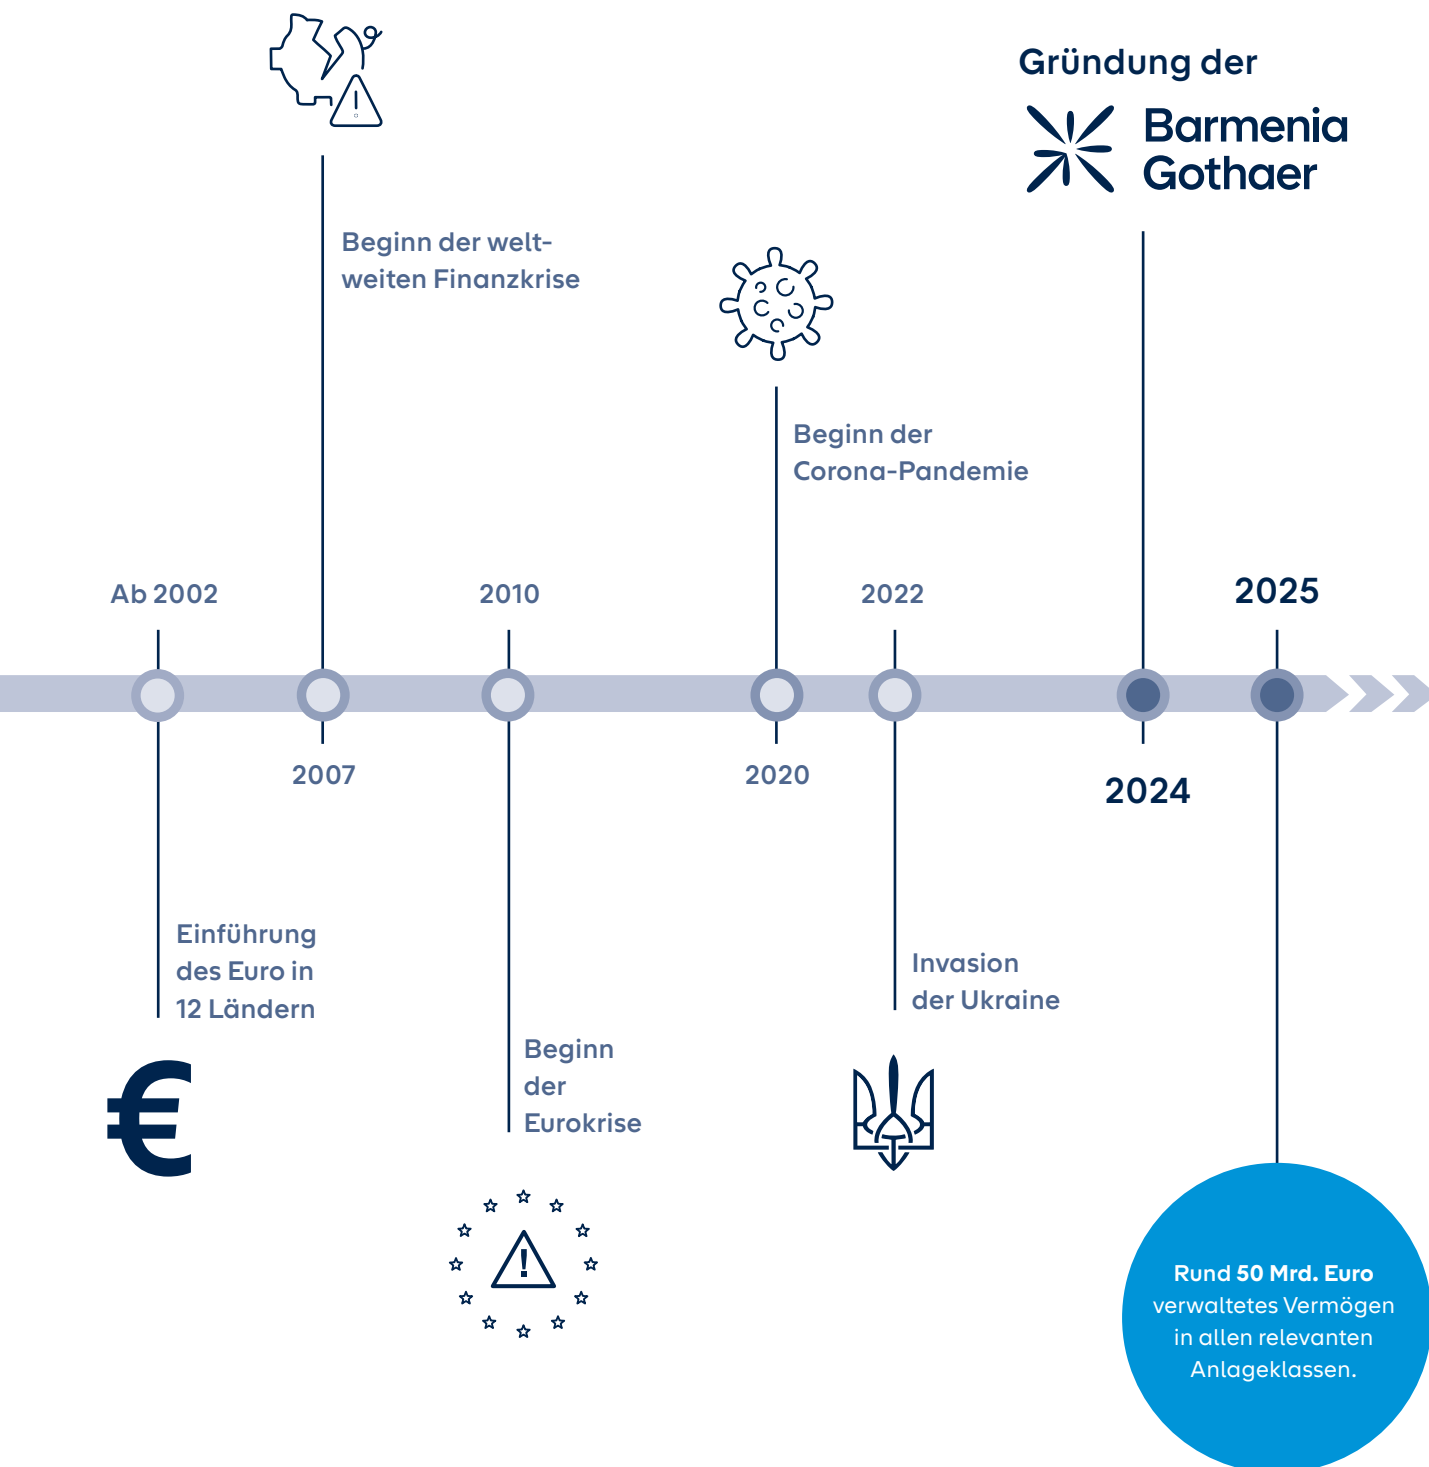 Gründung der
Barmenia
Gothaer
Beginn der welt-
weiten Finanzkrise
Beginn der
Corona-Pandemie
Ab 2002
2010
2022
2025
2007
2020
2024
Einführung
des Euro in
12 Ländern
€
Invasion
der Ukraine
Beginn
der
Eurokrise
!
Rund 50 Mrd. Euro
verwaltetes Vermögen
in allen relevanten
Anlageklassen.